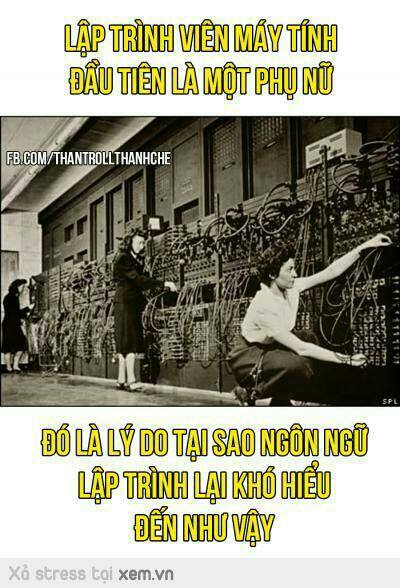 LẬP TRÌNH VIÊN MÁY TÍNH
ĐẦU TIÊN LÀ MỘT PHỤ NỮ
FB.COM/THANTROLLTHANHCHE
SPL
ĐÓ LÀ LÝ DO TẠI SAO NGÔN NGỮ
LẬP TRÌNH LẠI KHÓ HIỂU
ĐẾN NHƯ VẬY
Xả stress tại xem.vn